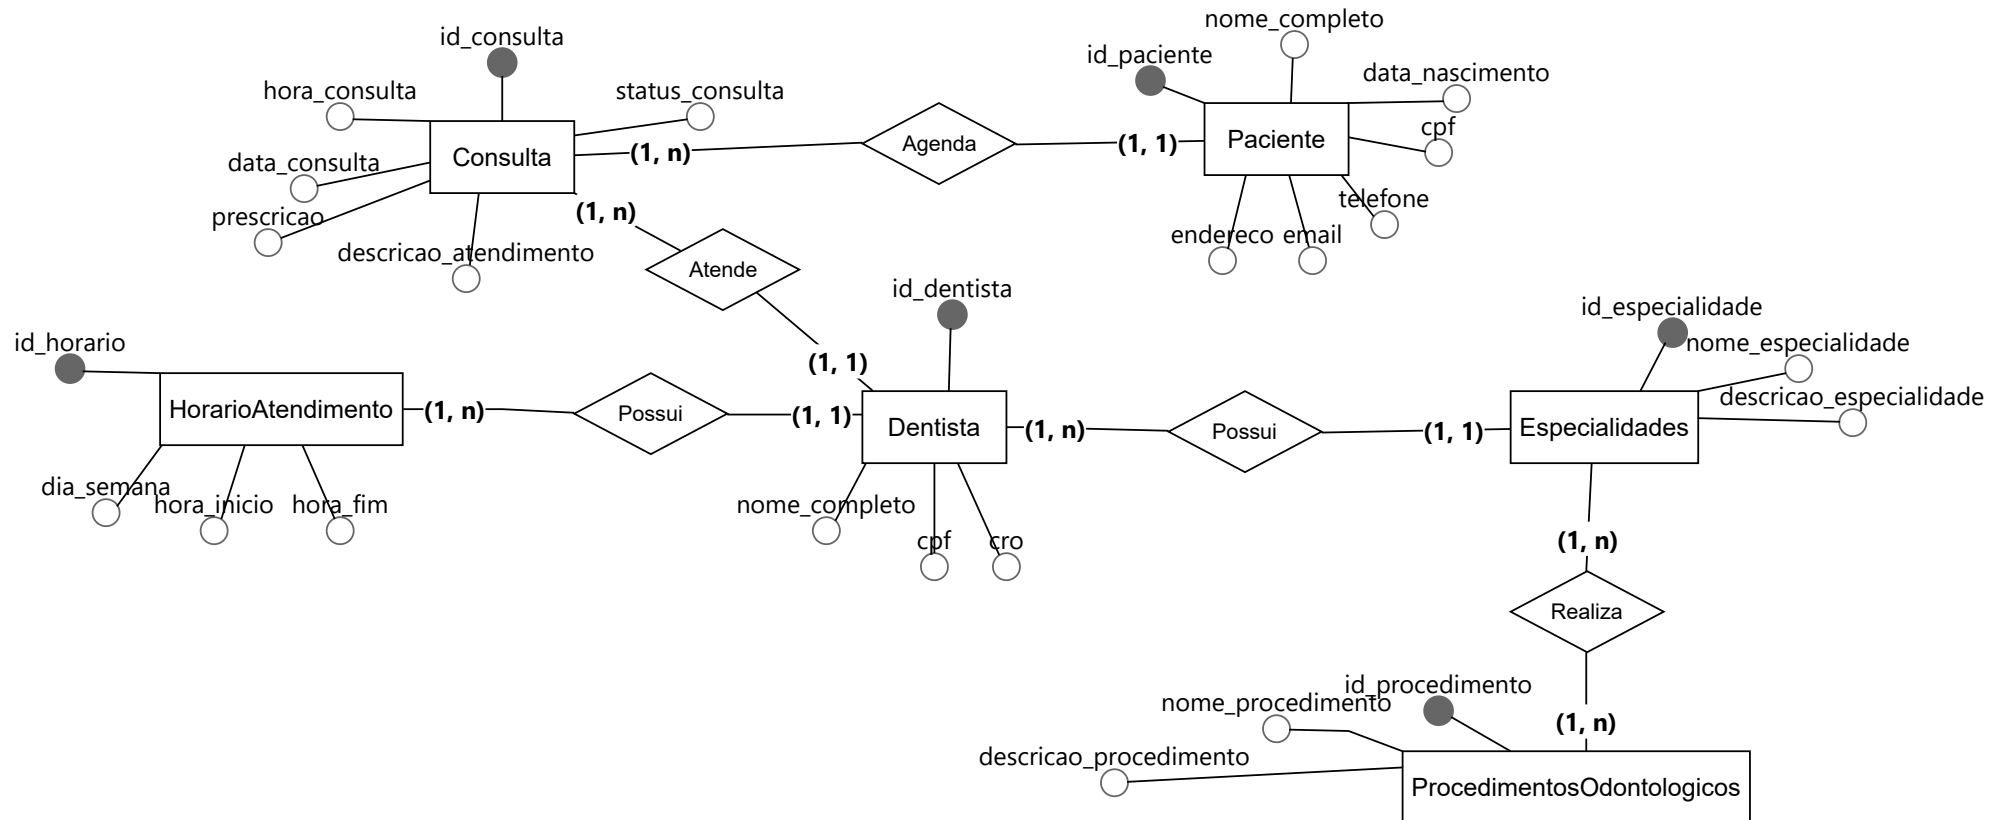 nome_completo
id_consulta
id_paciente
data_nascimento
hora_consulta
status_consulta
cpf
Consulta
(1, n)
Agenda
(1, 1)
Paciente
data_consulta
telefone
prescricao
(1, n)
endereco
email
descricao_atendimento
Atende
id_dentista
id_especialidade
id_horario
nome_especialidade
(1, 1)
descricao_especialidade
HorarioAtendimento
(1, n)
Possui
(1, 1)
Dentista
(1, n)
Possui
(1, 1)
Especialidades
dia_semana
hora_inicio
hora_fim
nome_completo
cpf
cro
(1, n)
Realiza
id_procedimento
nome_procedimento
(1, n)
descricao_procedimento
ProcedimentosOdontologicos